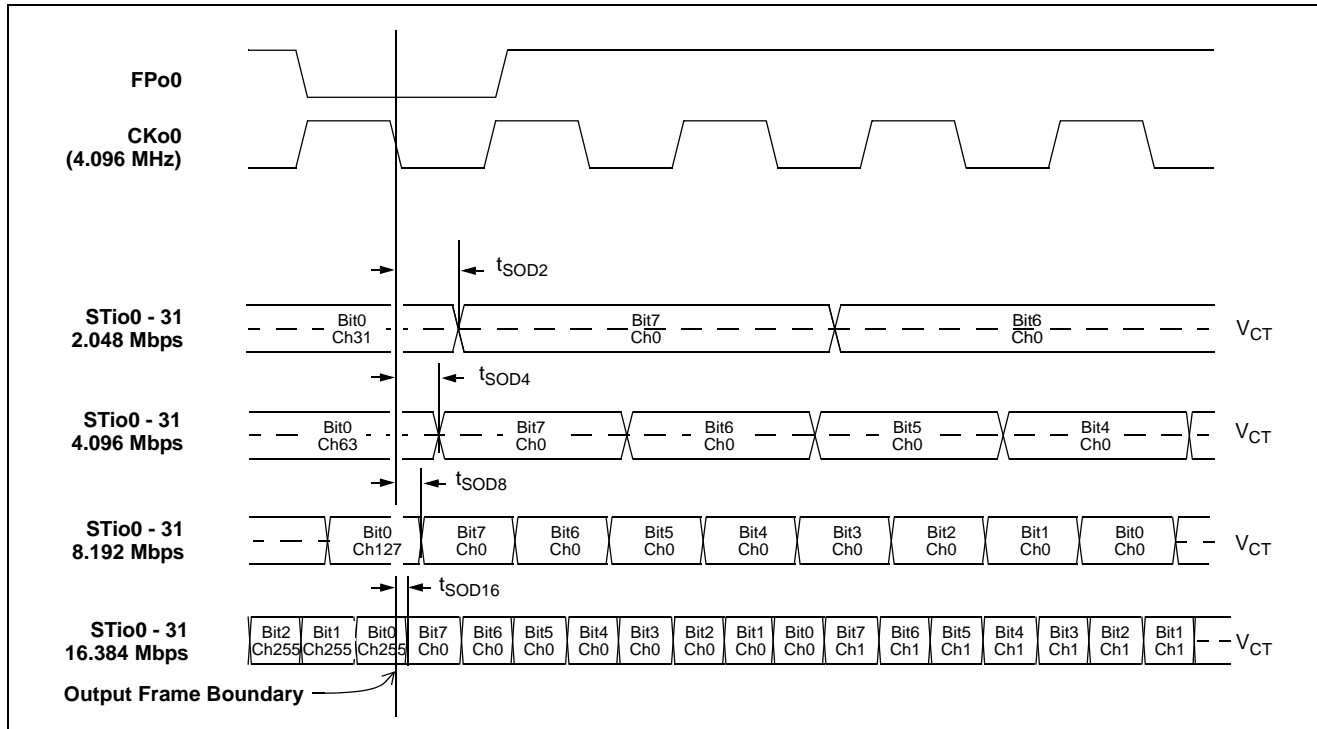 FPo0
CKo0
(4.096 MHz)
tSOD2
STio0 - 31
2.048 Mbps
Bit0
Ch31
Bit7
Ch0
Bit6
Ch0
VCT
tSOD4
STio0 - 31
4.096 Mbps
Bit0
Ch63
Bit7
Ch0
Bit6
Ch0
Bit5
Ch0
Bit4
Ch0
VCT
tSOD8
STio0 - 31
8.192 Mbps
Bit0
Ch127
Bit7
Ch0
Bit6
Ch0
Bit5
Ch0
Bit4
Ch0
Bit3
Ch0
Bit2
Ch0
Bit1
Ch0
Bit0
Ch0
VCT
tSOD16
STio0 - 31
16.384 Mbps
Bit2
Ch255
Bit1
Ch255
Bit0
Ch255
Bit7
Ch0
Bit6
Ch0
Bit5
Ch0
Bit4
Ch0
Bit3
Ch0
Bit2
Ch0
Bit1
Ch0
Bit0
Ch0
Bit7
Ch1
Bit6
Ch1
Bit5
Ch1
Bit4
Ch1
Bit3
Ch1
Bit2
Ch1
Bit1
Ch1
VCT
Output Frame Boundary